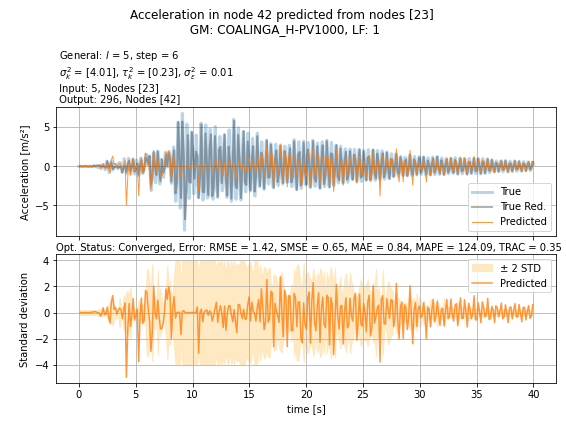 Acceleration in node 42 predicted from nodes [23]
GM: COALINGA_H-PV1000, LF: 1
General: l = 5, step = 6
σ²ₖ = [4.01], τ²ₖ = [0.23], σ²ε = 0.01
Input: 5, Nodes [23]
Output: 296, Nodes [42]
Acceleration [m/s²]
5
0
−5
True
True Red.
Predicted
Opt. Status: Converged, Error: RMSE = 1.42, SMSE = 0.65, MAE = 0.84, MAPE = 124.09, TRAC = 0.35
Standard deviation
4
2
0
−2
−4
± 2 STD
Predicted
0 5 10 15 20 25 30 35 40
time [s]